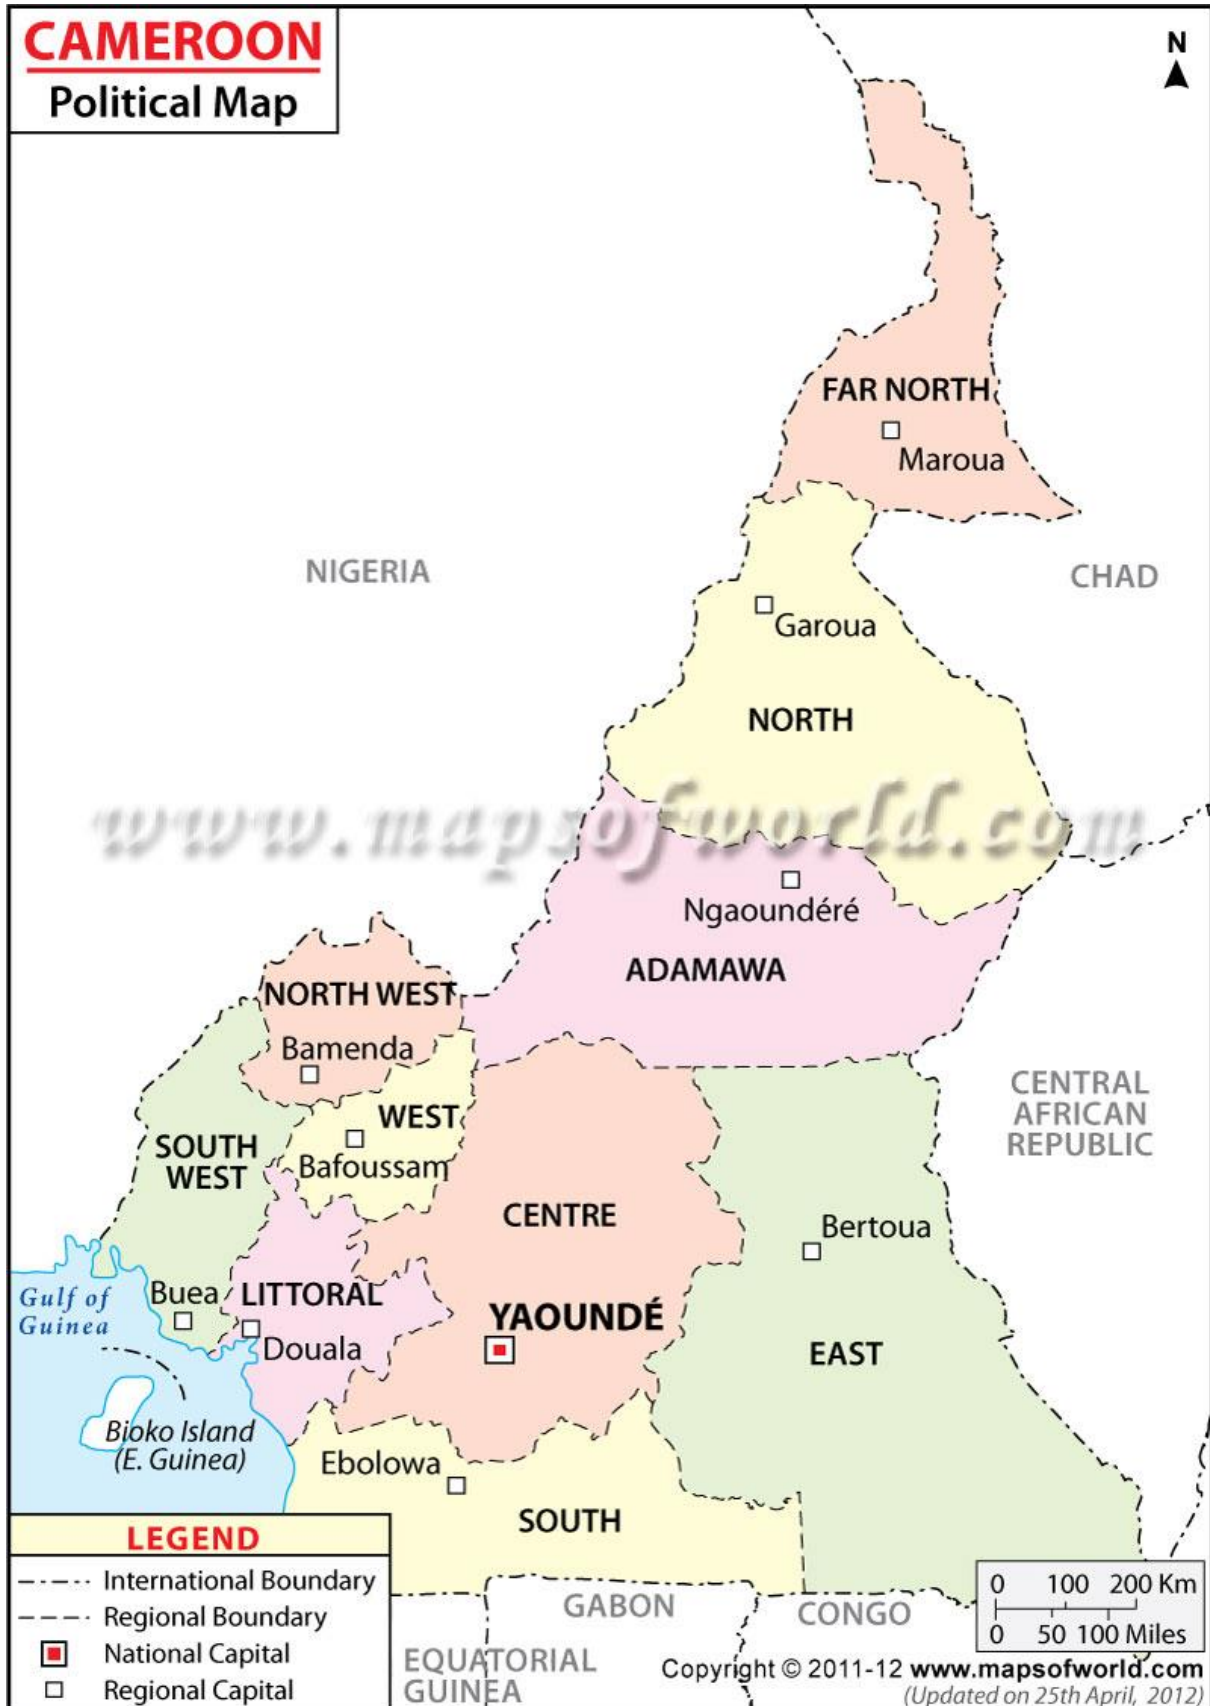 CAMEROON
Political Map
N
FAR NORTH
Maroua
NIGERIA
CHAD
Garoua
NORTH
www.mapsofworld.com
Ngaoundéré
ADAMAWA
NORTH WEST
Bamenda
CENTRAL
AFRICAN
REPUBLIC
WEST
SOUTH
WEST
Bafoussam
CENTRE
Bertoua
Gulf of
Guinea
Buea
LITTORAL
YAOUNDÉ
Douala
EAST
Bioko Island
(E. Guinea)
Ebolowa
SOUTH
LEGEND
International Boundary
Regional Boundary
National Capital
Regional Capital
GABON
CONGO
EQUATORIAL
GUINEA
0 100 200 Km
0 50 100 Miles
Copyright © 2011-12 www.mapsofworld.com
(Updated on 25th April, 2012)